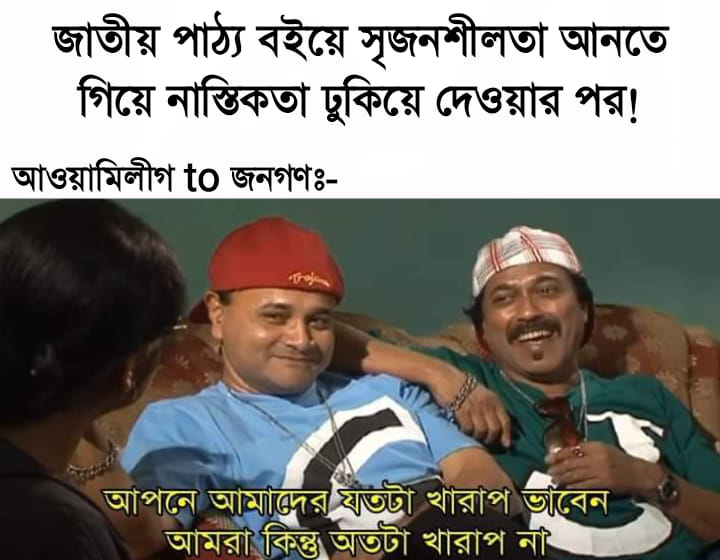 জাতীয় পাঠ্য বইয়ে সৃজনশীলতা আনতে
গিয়ে নাস্তিকতা ঢুকিয়ে দেওয়ার পর!
আওয়ামিলীগ to জনগণঃ-
আপনে আমাদের যতটা খারাপ ভাবেন
আমরা কিন্তু অতটা খারাপ না